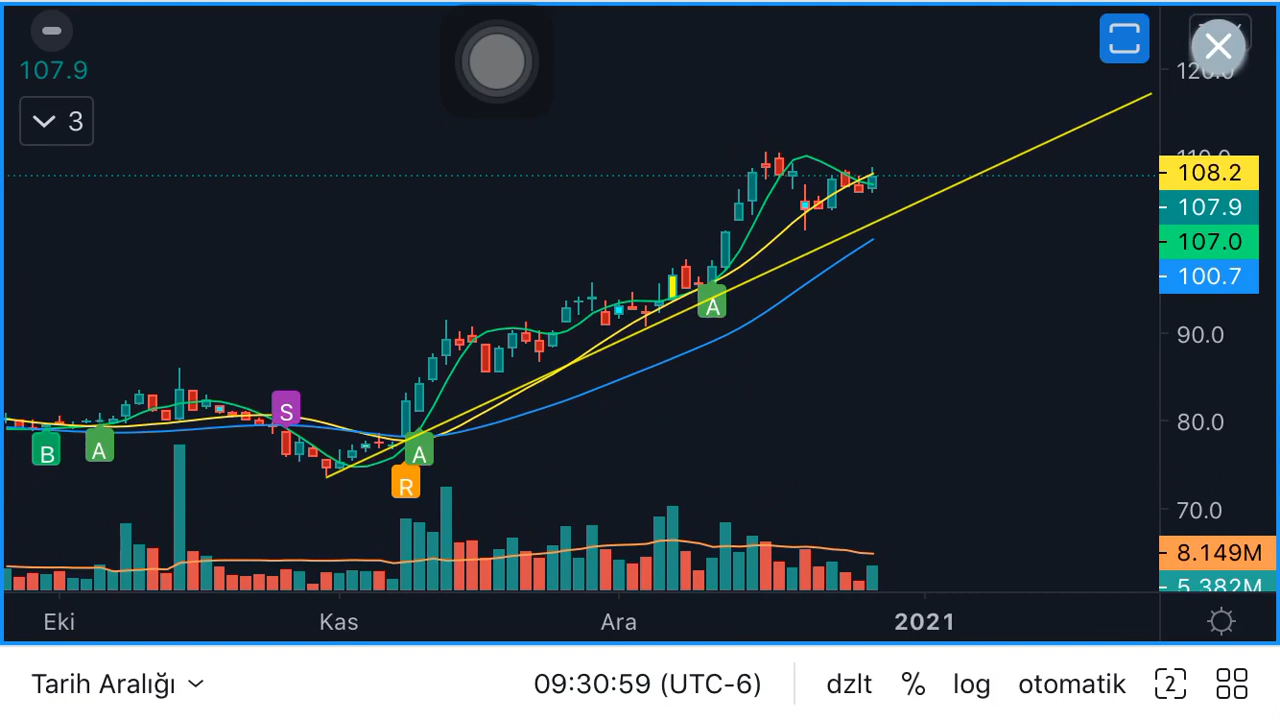 107.9
3
120.0
110.0
108.2
107.9
107.0
100.7
90.0
80.0
70.0
8.149M
5.382M
S
B
A
A
R
A
Eki
Kas
Ara
2021
Tarih Aralığı
09:30:59 (UTC-6)
dzlt
%
log
otomatik
2